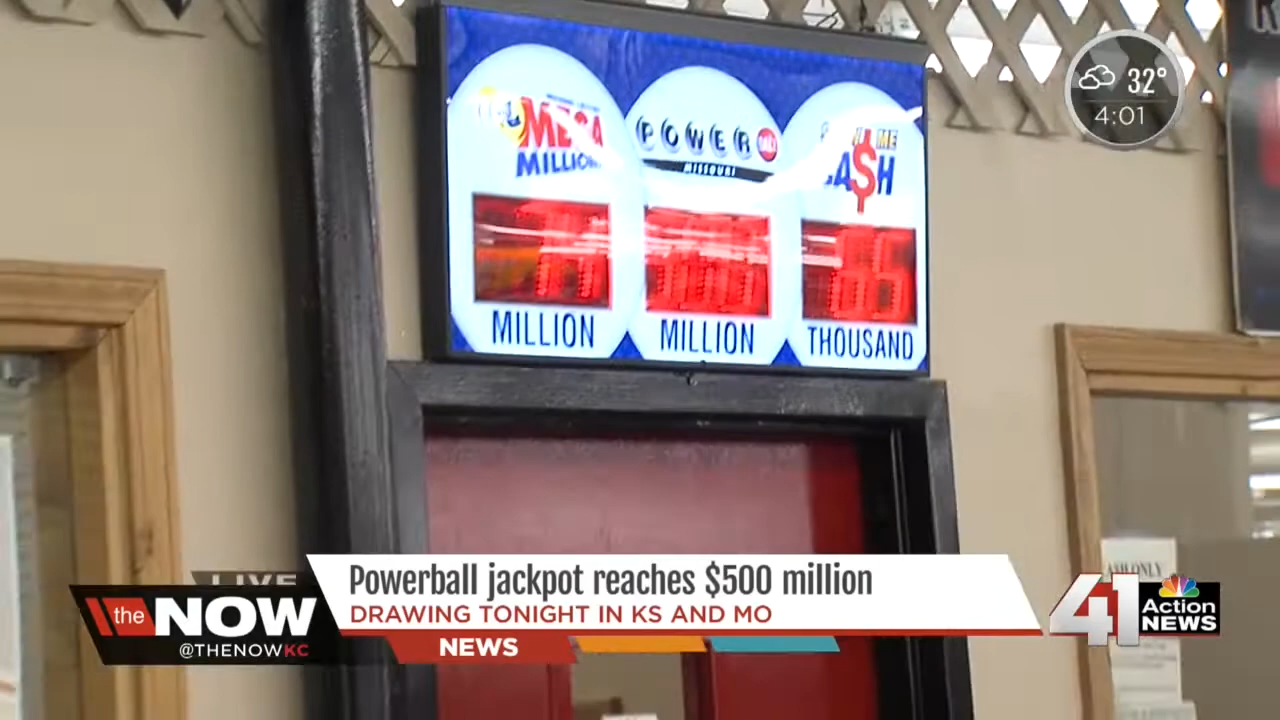 32°
4:01
MEGA
MILLIONS
POWER
MISSOURI
CA$H
MILLION
MILLION
THOUSAND
LIVE
the NOW
@THENOWKC
Powerball jackpot reaches $500 million
DRAWING TONIGHT IN KS AND MO
NEWS
41
Action
NEWS